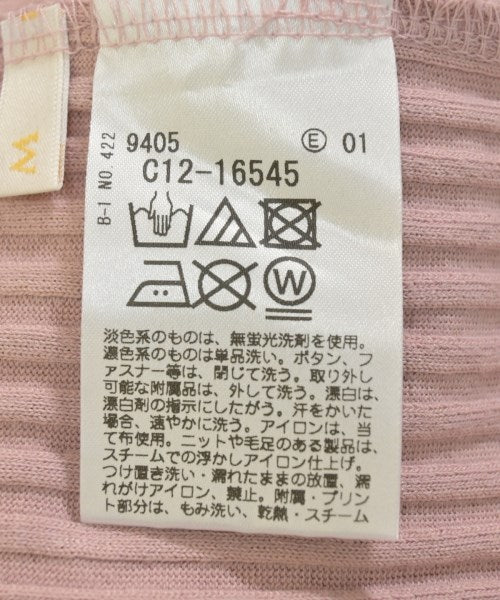 M
B-1 NO.422
9405 Ⓔ 01
C12-16545
W
淡色系のものは、無蛍光洗剤を使用。
濃色系のものは単品洗い。ボタン、フ
ァスナー等は、閉じて洗う。取り外し
可能な附属品は、外して洗う。漂白は、
漂白剤の指示にしたがう。汗をかいた
場合、速やかに洗う。アイロンは、当
て布使用。ニットや毛足のある製品は、
スチームでの浮かしアイロン仕上げ。
つけ置き洗い・濡れたままの放置、濡
れがけアイロン、禁止。附属・プリン
ト部分は、もみ洗い、乾熱・スチーム